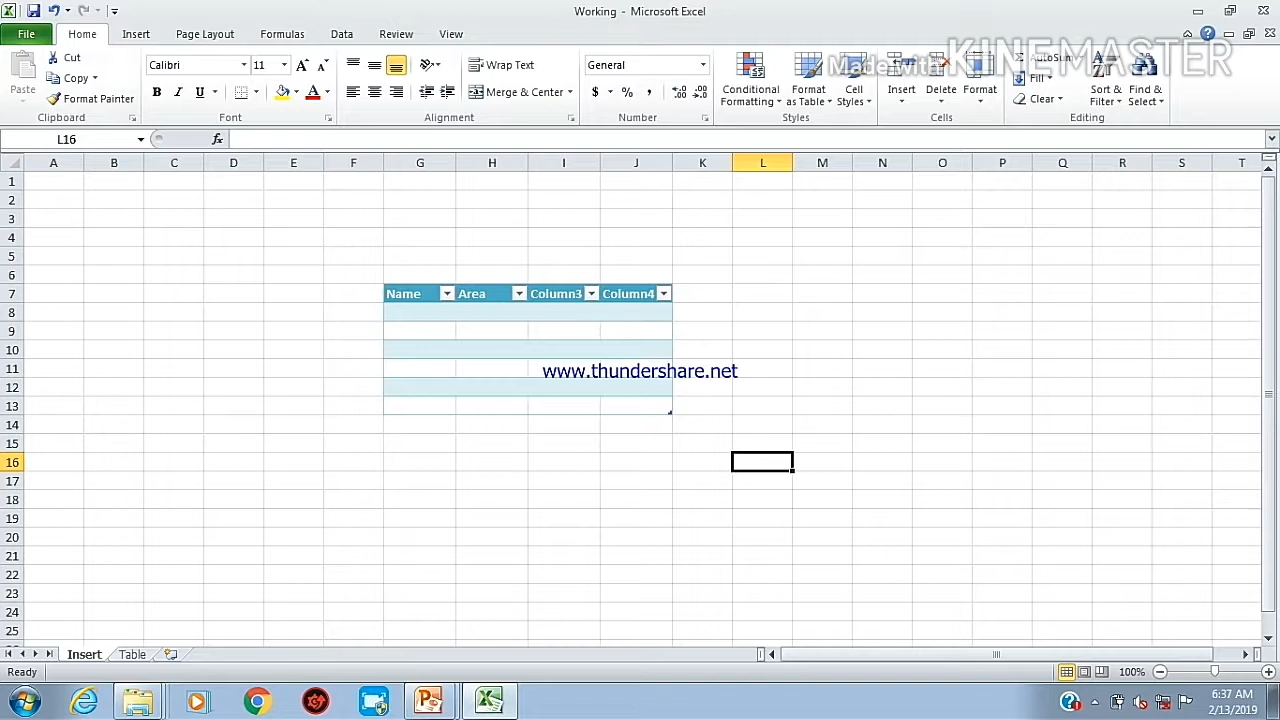 Working - Microsoft Excel
File Home Insert Page Layout Formulas Data Review View
Made with KINEMASTER
Paste
Cut
Copy
Format Painter
Clipboard
Calibri 11
B I U
Font
Wrap Text
Merge & Center
Alignment
General
$ % ,
Number
Conditional Formatting
Format as Table
Cell Styles
Styles
Insert Delete Format
Cells
AutoSum
Fill
Clear
Sort & Filter
Find & Select
Editing
L16 fx
A B C D E F G H I J K L M N O P Q R S T
1
2
3
4
5
6
7 Name Area Column3 Column4
8
9
10
11
www.thundershare.net
12
13
14
15
16
17
18
19
20
21
22
23
24
25
Insert Table
Ready 100%
6:37 AM
2/13/2019